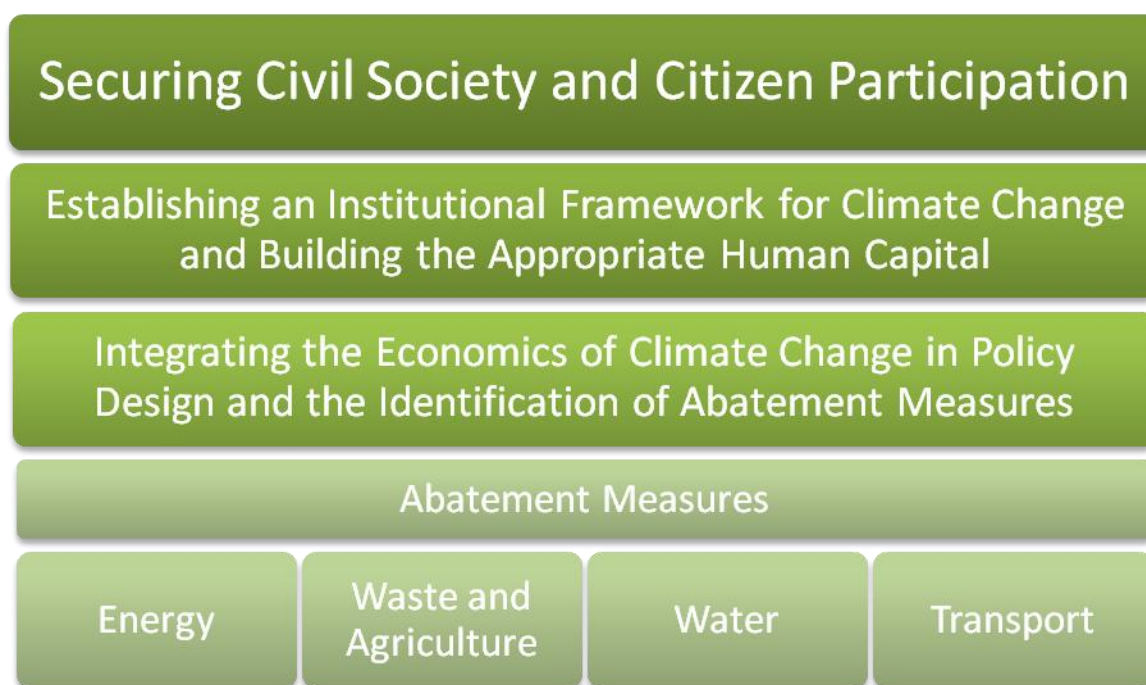 Securing Civil Society and Citizen Participation
Establishing an Institutional Framework for Climate Change
and Building the Appropriate Human Capital
Integrating the Economics of Climate Change in Policy
Design and the Identification of Abatement Measures
Abatement Measures
Energy
Waste and
Agriculture
Water
Transport